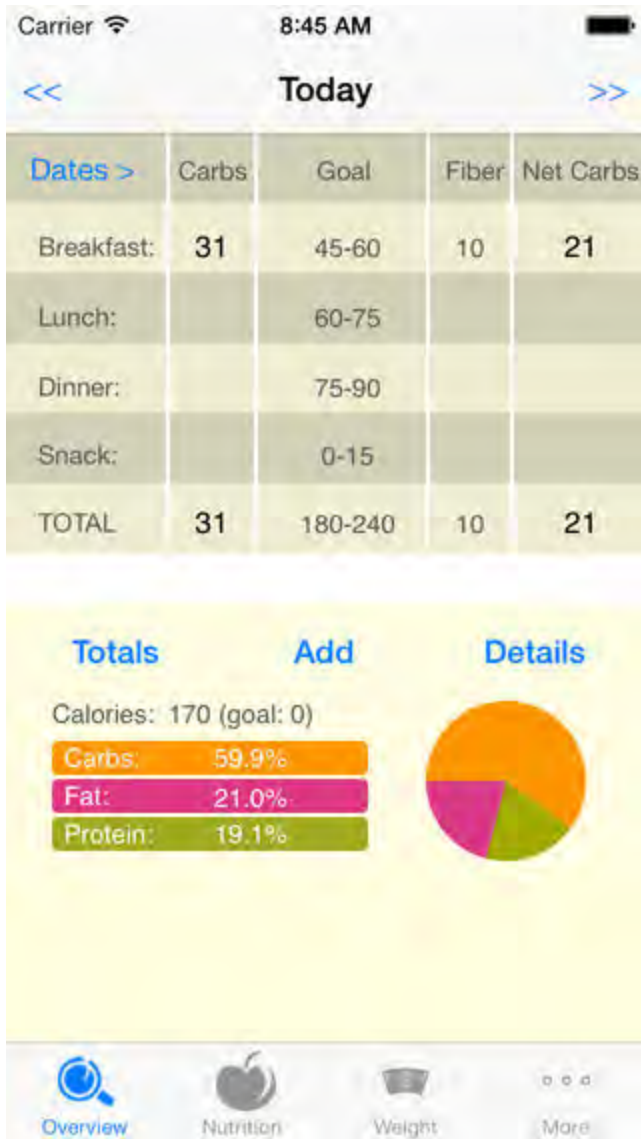 Carrier 8:45 AM
<< Today >>
Dates > Carbs Goal Fiber Net Carbs
Breakfast: 31 45-60 10 21
Lunch: 60-75
Dinner: 75-90
Snack: 0-15
TOTAL 31 180-240 10 21
Totals Add Details
Calories: 170 (goal: 0)
Carbs: 59.9%
Fat: 21.0%
Protein: 19.1%
Overview Nutrition Weight More